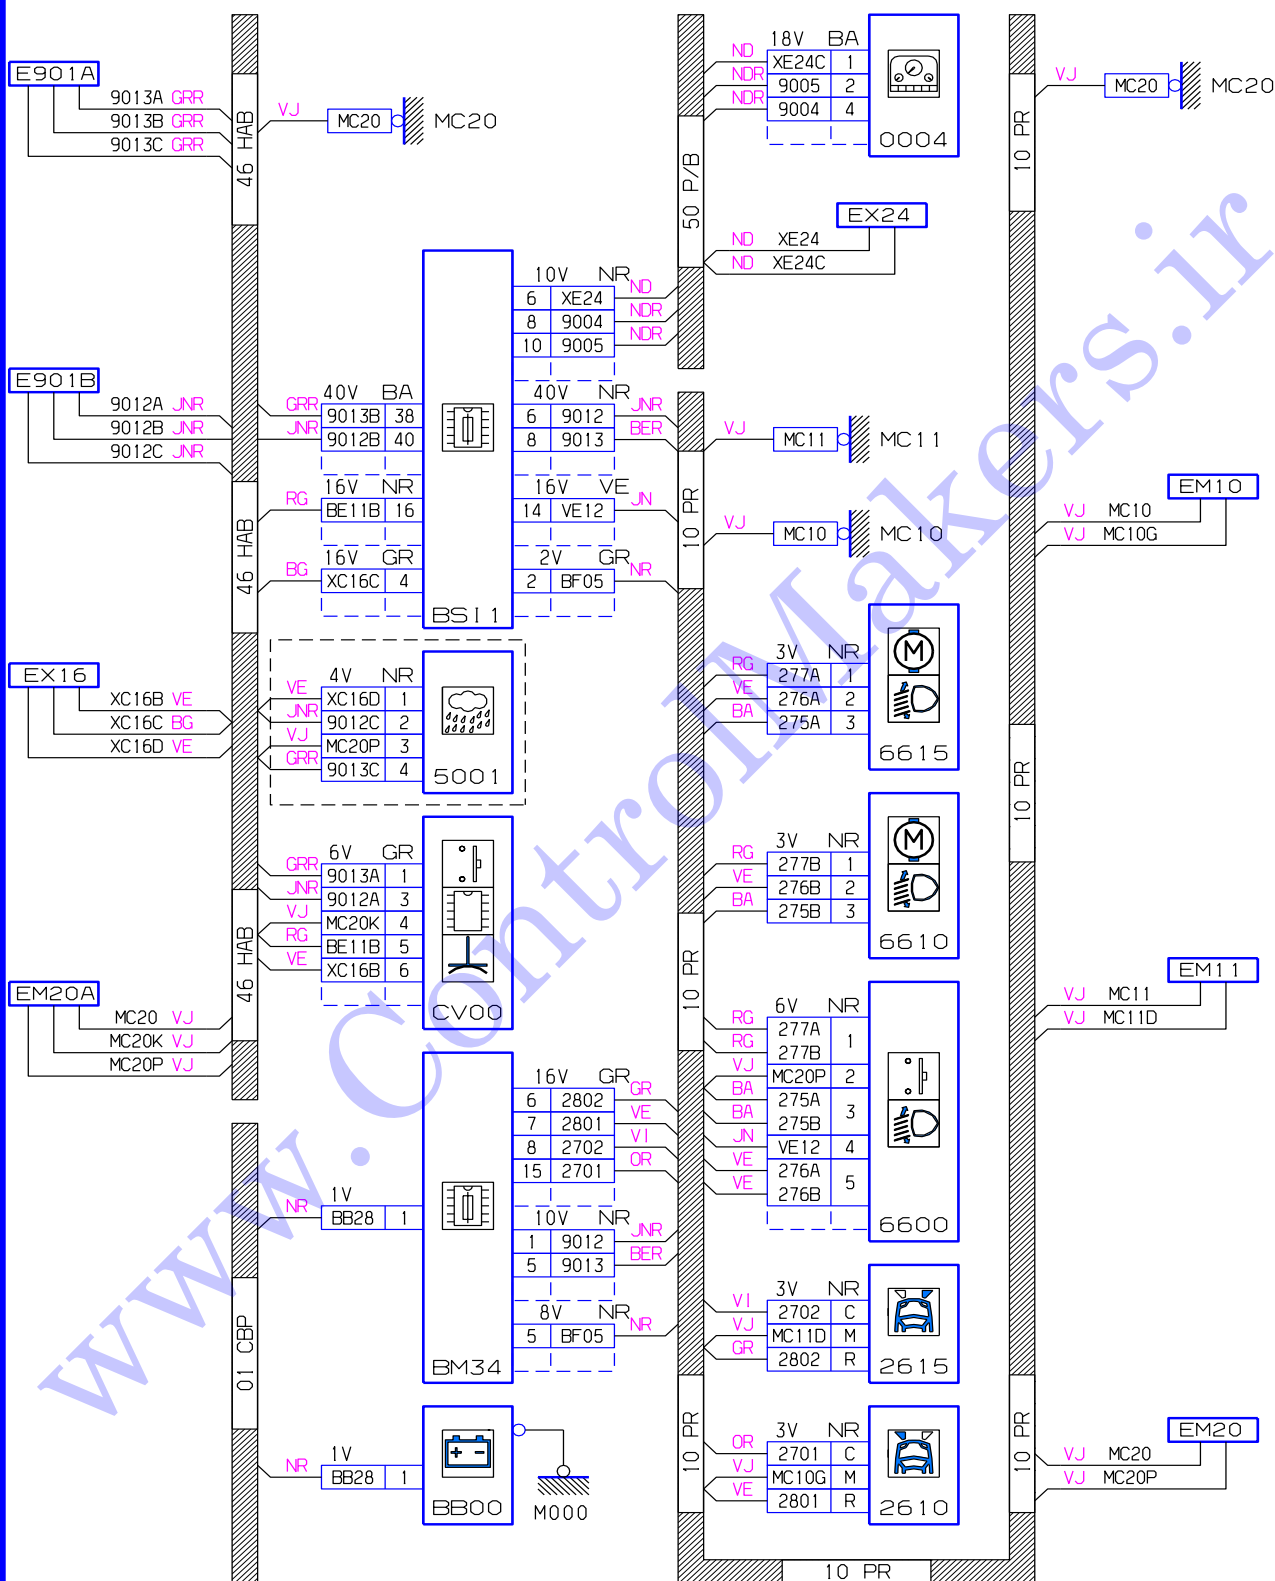 E901A
9013A GRR
9013B GRR
9013C GRR
46 HAB
VJ
MC20
MC20
E901B
9012A JNR
9012B JNR
9012C JNR
46 HAB
EX16
XC16B VE
XC16C BG
XC16D VE
46 HAB
EM20A
MC20 VJ
MC20K VJ
MC20P VJ
01 CBP
10V NR
6 XE24 ND
8 9004 NDR
10 9005 NDR
40V BA
GRR 9013B 38
JNR 9012B 40
40V NR
6 9012 JNR
8 9013 BER
16V NR
RG BE11B 16
16V VE
14 VE12 JN
16V GR
BG XC16C 4
2V GR
2 BF05 NR
BSI1
4V NR
VE XC16D 1
JNR 9012C 2
VJ MC20P 3
GRR 9013C 4
5001
6V GR
GRR 9013A 1
JNR 9012A 3
VJ MC20K 4
RG BE11B 5
VE XC16B 6
CV00
16V GR
6 2802 GR
7 2801 VE
8 2702 VI
15 2701 OR
1V
NR BB28 1
10V NR
1 9012 JNR
5 9013 BER
8V NR
5 BF05 NR
BM34
1V
NR BB28 1
BB00
M000
50 P/B
18V BA
ND XE24C 1
NDR 9005 2
NDR 9004 4
0004
EX24
ND XE24
ND XE24C
10 PR
VJ
MC11
MC11
VJ
MC10
MC10
3V NR
RG 277A 1
VE 276A 2
BA 275A 3
6615
3V NR
RG 277B 1
VE 276B 2
BA 275B 3
6610
10 PR
6V NR
RG 277A
RG 277B 1
VJ MC20P 2
BA 275A
BA 275B 3
JN VE12 4
VE 276A
VE 276B 5
6600
3V NR
VI 2702 C
VJ MC11D M
GR 2802 R
2615
10 PR
3V NR
OR 2701 C
VJ MC10G M
VE 2801 R
2610
10 PR
10 PR
VJ
MC20
MC20
EM10
VJ MC10
VJ MC10G
10 PR
EM11
VJ MC11
VJ MC11D
10 PR
EM20
VJ MC20
VJ MC20P
www.ControlMakers.ir